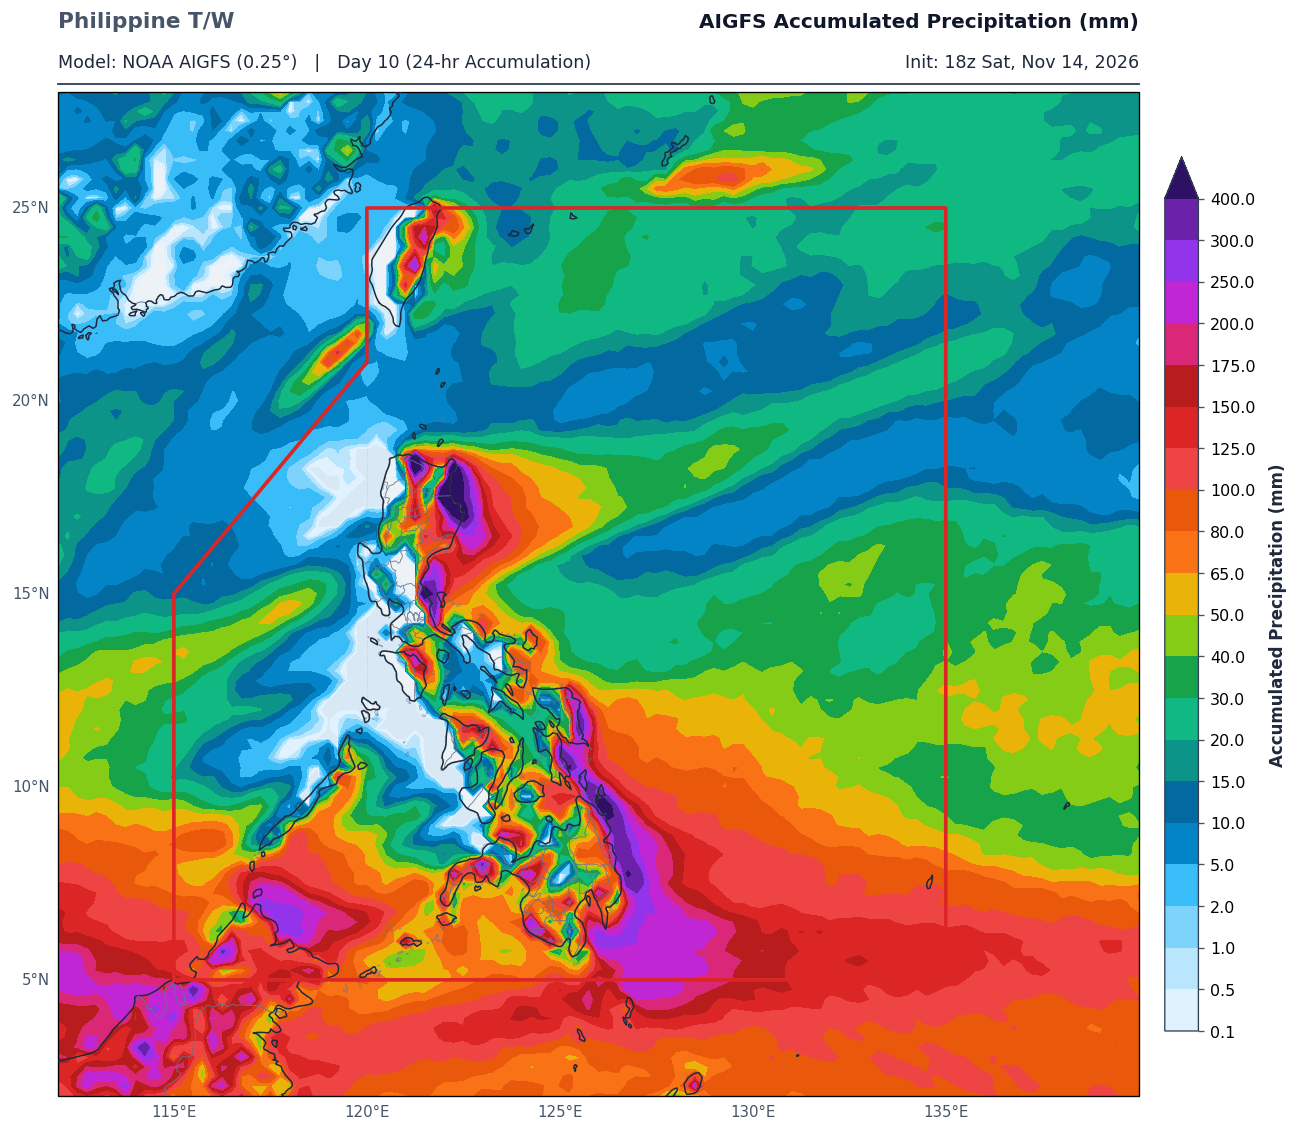 Philippine T/W
AIGFS Accumulated Precipitation (mm)
Model: NOAA AIGFS (0.25°)   |   Day 10 (24-hr Accumulation)
Init: 18z Sat, Nov 14, 2026
25°N
20°N
15°N
10°N
5°N
115°E
120°E
125°E
130°E
135°E
400.0
300.0
250.0
200.0
175.0
150.0
125.0
100.0
80.0
65.0
50.0
40.0
30.0
20.0
15.0
10.0
5.0
2.0
1.0
0.5
0.1
Accumulated Precipitation (mm)